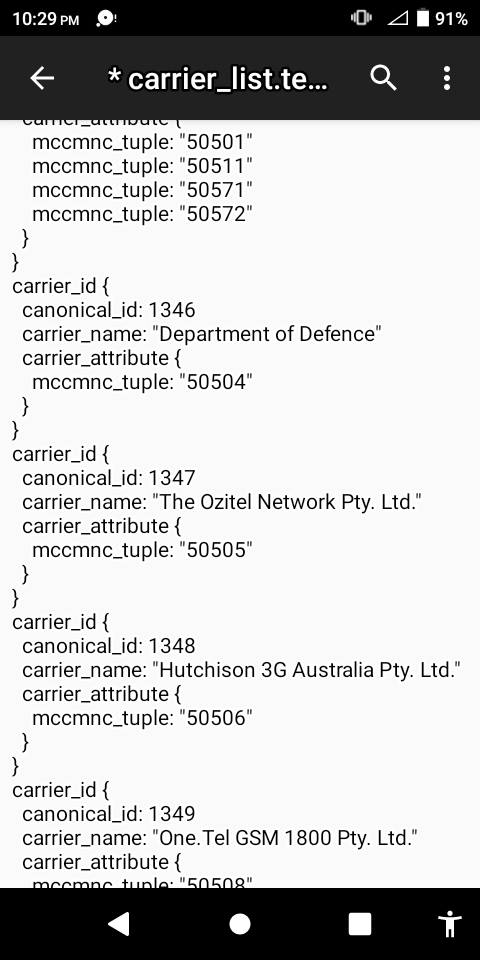 10:29 PM
91%
* carrier_list.te...
carrier_attribute {
mccmnc_tuple: "50501"
mccmnc_tuple: "50511"
mccmnc_tuple: "50571"
mccmnc_tuple: "50572"
}
}
carrier_id {
canonical_id: 1346
carrier_name: "Department of Defence"
carrier_attribute {
mccmnc_tuple: "50504"
}
}
carrier_id {
canonical_id: 1347
carrier_name: "The Ozitel Network Pty. Ltd."
carrier_attribute {
mccmnc_tuple: "50505"
}
}
carrier_id {
canonical_id: 1348
carrier_name: "Hutchison 3G Australia Pty. Ltd."
carrier_attribute {
mccmnc_tuple: "50506"
}
}
carrier_id {
canonical_id: 1349
carrier_name: "One.Tel GSM 1800 Pty. Ltd."
carrier_attribute {
mccmnc_tuple: "50508"